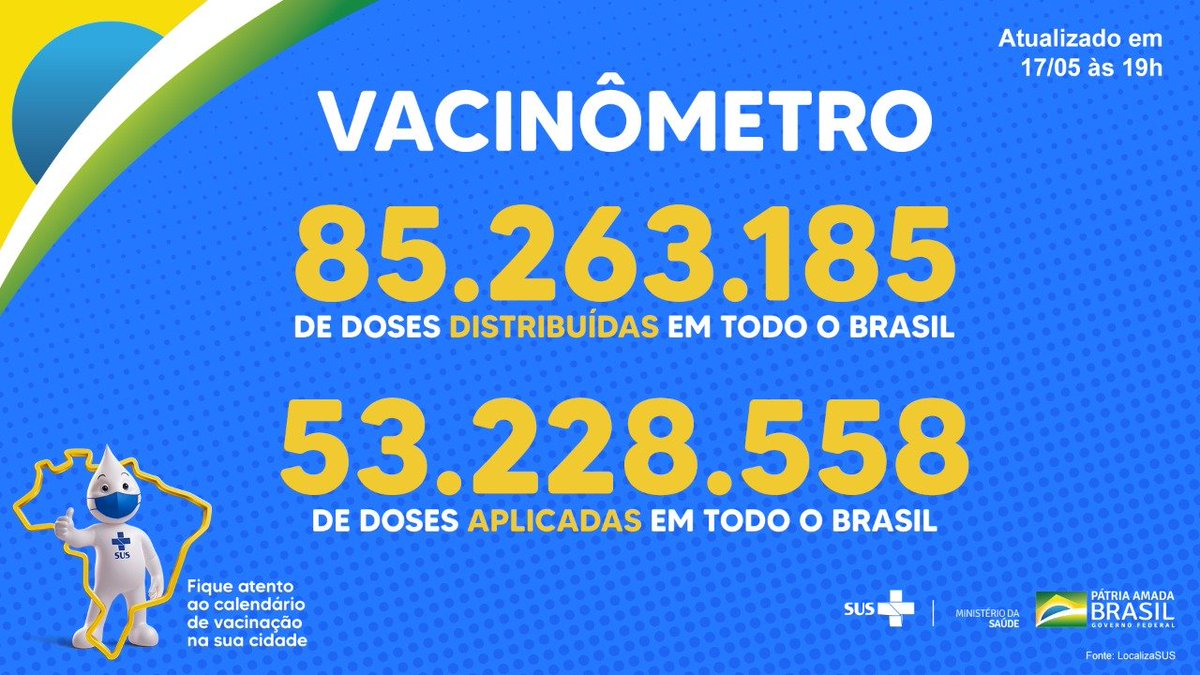 Atualizado em
17/05 às 19h
VACINÔMETRO
85.263.185
DE DOSES DISTRIBUÍDAS EM TODO O BRASIL
53.228.558
DE DOSES APLICADAS EM TODO O BRASIL
SUS
Fique atento
ao calendário
de vacinação
na sua cidade
SUS
MINISTÉRIO DA
SAÚDE
PÁTRIA AMADA
BRASIL
GOVERNO FEDERAL
Fonte: LocalizaSUS